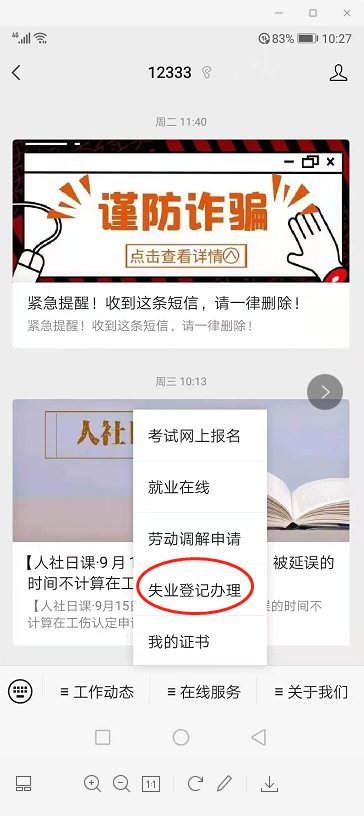 4G 83% 10:27
12333
周二 11:40
谨防诈骗
点击查看详情
紧急提醒！收到这条短信，请一律删除！
紧急提醒！收到这条短信，请一律删除！
周三 10:13
人社日
考试网上报名
就业在线
劳动调解申请
失业登记办理
我的证书
【人社日课·9月1 被延误的
时间不计算在工
【人社日课·9月15日 误的时间不
计算在工伤认定申请
工作动态
在线服务
关于我们
1:1